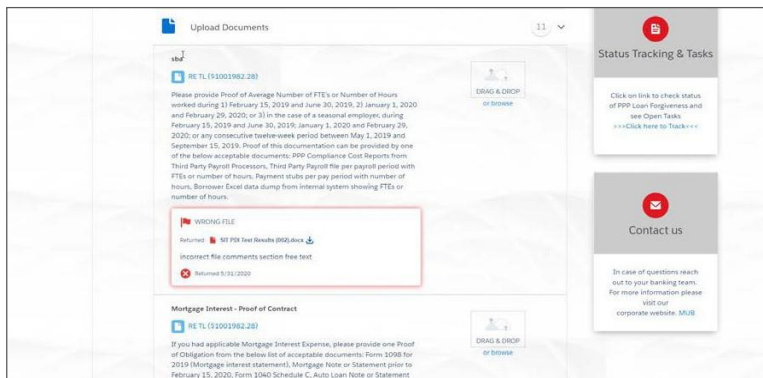 Upload Documents
11
sba
RE TL ($1001982.28)
Please provide Proof of Average Number of FTE's or Number of Hours
worked during 1) February 15, 2019 and June 30, 2019; 2) January 1, 2020
and February 29, 2020; or 3) in the case of a seasonal employer, during
February 15, 2019 and June 30, 2019; January 1, 2020 and February 29,
2020; or any consecutive twelve-week period between May 1, 2019 and
September 15, 2019. Proof of this documentation can be provided by one
of the below acceptable documents: PPP Compliance Cost Reports from
Third Party Payroll Processors, Third Party Payroll file per payroll period with
FTEs or number of hours, Payment stubs per pay period with number of
hours, Borrower Excel data dump from internal system showing FTEs or
number of hours.
DRAG & DROP
or browse
WRONG FILE
Returned SIT PDI Test Results (002).docx
incorrect file comments section free text
Returned 5/31/2020
Mortgage Interest - Proof of Contract
RE TL ($1001982.28)
If you had applicable Mortgage Interest Expense, please provide one Proof
of Obligation from the below list of acceptable documents: Form 1098 for
2019 (Mortgage interest statement), Mortgage Note or Statement prior to
February 15, 2020, Form 1040 Schedule C, Auto Loan Note or Statement
DRAG & DROP
or browse
Status Tracking & Tasks
Click on link to check status
of PPP Loan Forgiveness and
see Open Tasks
>>>Click here to Track<<<
Contact us
In case of questions reach
out to your banking team.
For more information please
visit our
corporate website. MUB